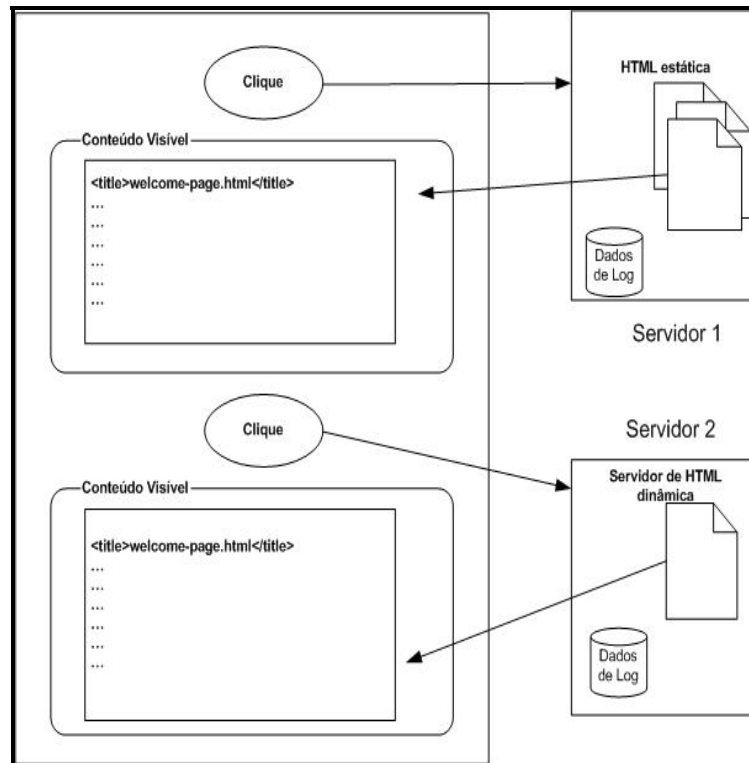 Clique
HTML estática
Conteúdo Visível
<title>welcome-page.html</title>
...
...
...
...
...
...
Dados
de Log
Servidor 1
Clique
Servidor 2
Servidor de HTML
dinâmica
Conteúdo Visível
<title>welcome-page.html</title>
...
...
...
...
...
...
Dados
de Log